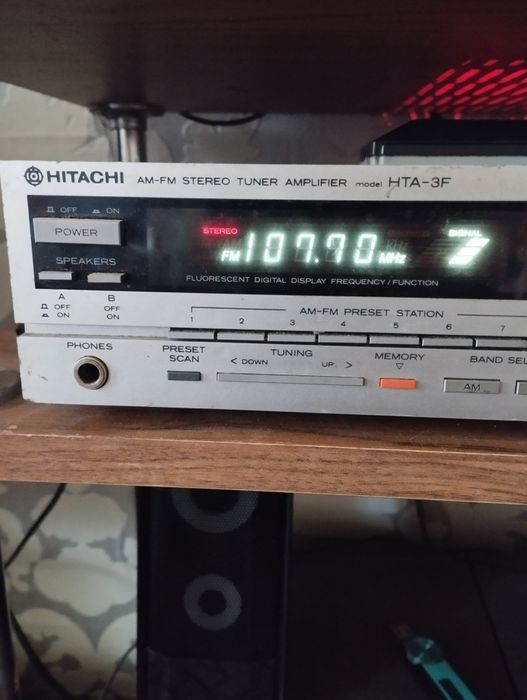 HITACHI AM-FM STEREO TUNER AMPLIFIER model HTA-3F
OFF ON
POWER
STEREO
FM 107.70 MHz
SIGNAL
SPEAKERS
FLUORESCENT DIGITAL DISPLAY FREQUENCY/FUNCTION
A B
OFF OFF
ON ON
AM-FM PRESET STATION
1 2 3 4 5 6 7
PHONES
PRESET SCAN
TUNING
< DOWN UP >
MEMORY
BAND SEL
AM